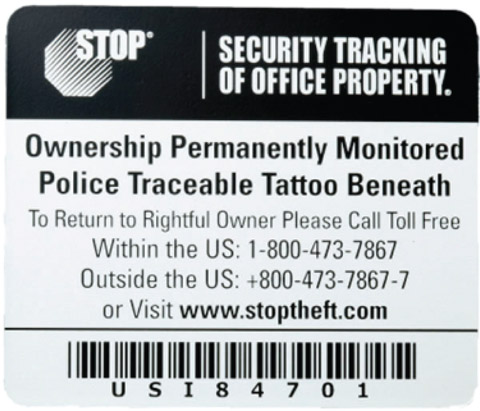 STOP®
SECURITY TRACKING
OF OFFICE PROPERTY®
Ownership Permanently Monitored
Police Traceable Tattoo Beneath
To Return to Rightful Owner Please Call Toll Free
Within the US: 1-800-473-7867
Outside the US: +800-473-7867-7
or Visit www.stoptheft.com
USI84701